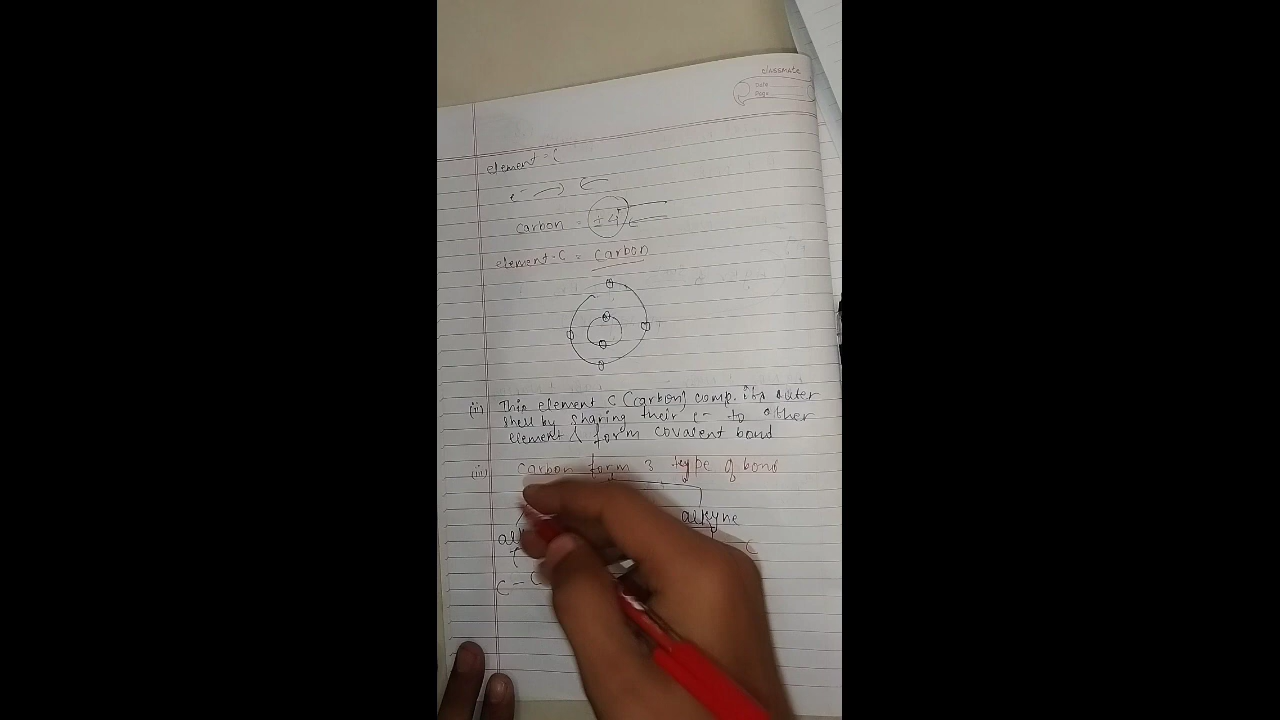 classmate
Date
Page
element - C
e-
carbon = ±4
element-C = carbon
(ii) This element C (carbon) comp. its outer
shell by sharing their e- to other
element & form covalent bond
(iii) Carbon form 3 type of bond
alkyne
C
C - C